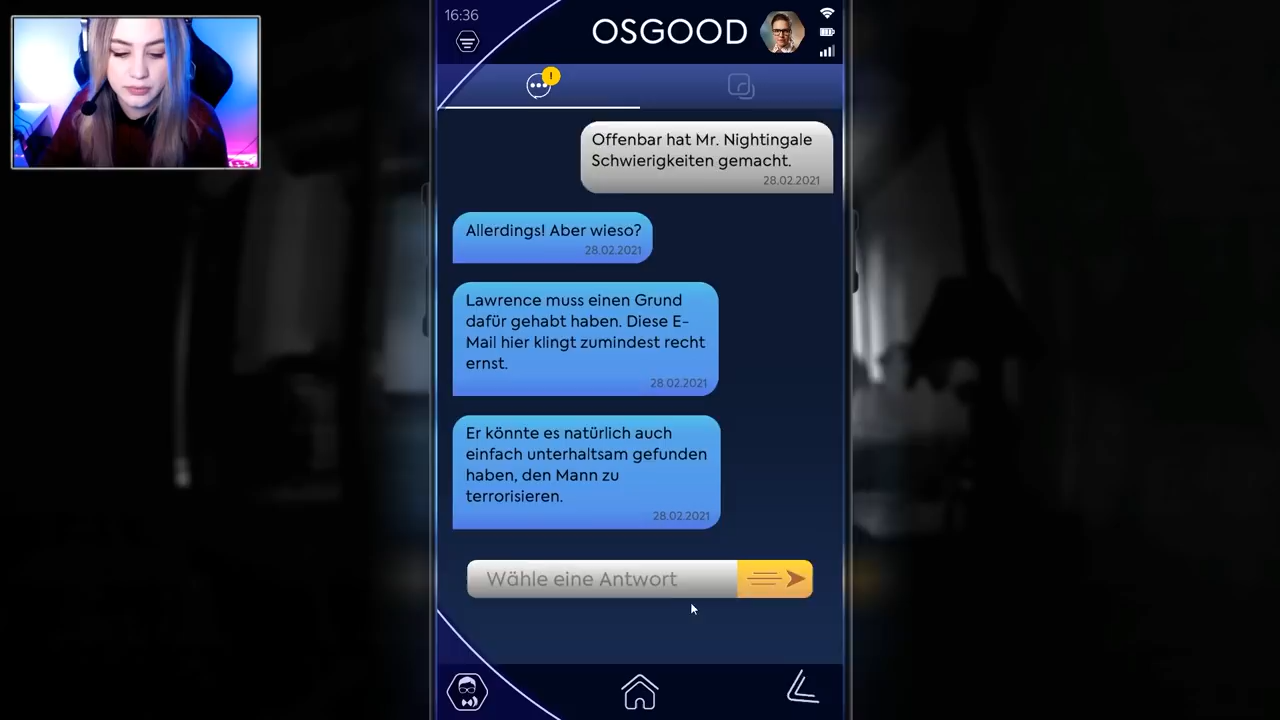 16:36
OSGOOD
!
Offenbar hat Mr. Nightingale
Schwierigkeiten gemacht.
28.02.2021
Allerdings! Aber wieso?
28.02.2021
Lawrence muss einen Grund
dafür gehabt haben. Diese E-
Mail hier klingt zumindest recht
ernst.
28.02.2021
Er könnte es natürlich auch
einfach unterhaltsam gefunden
haben, den Mann zu
terrorisieren.
28.02.2021
Wähle eine Antwort